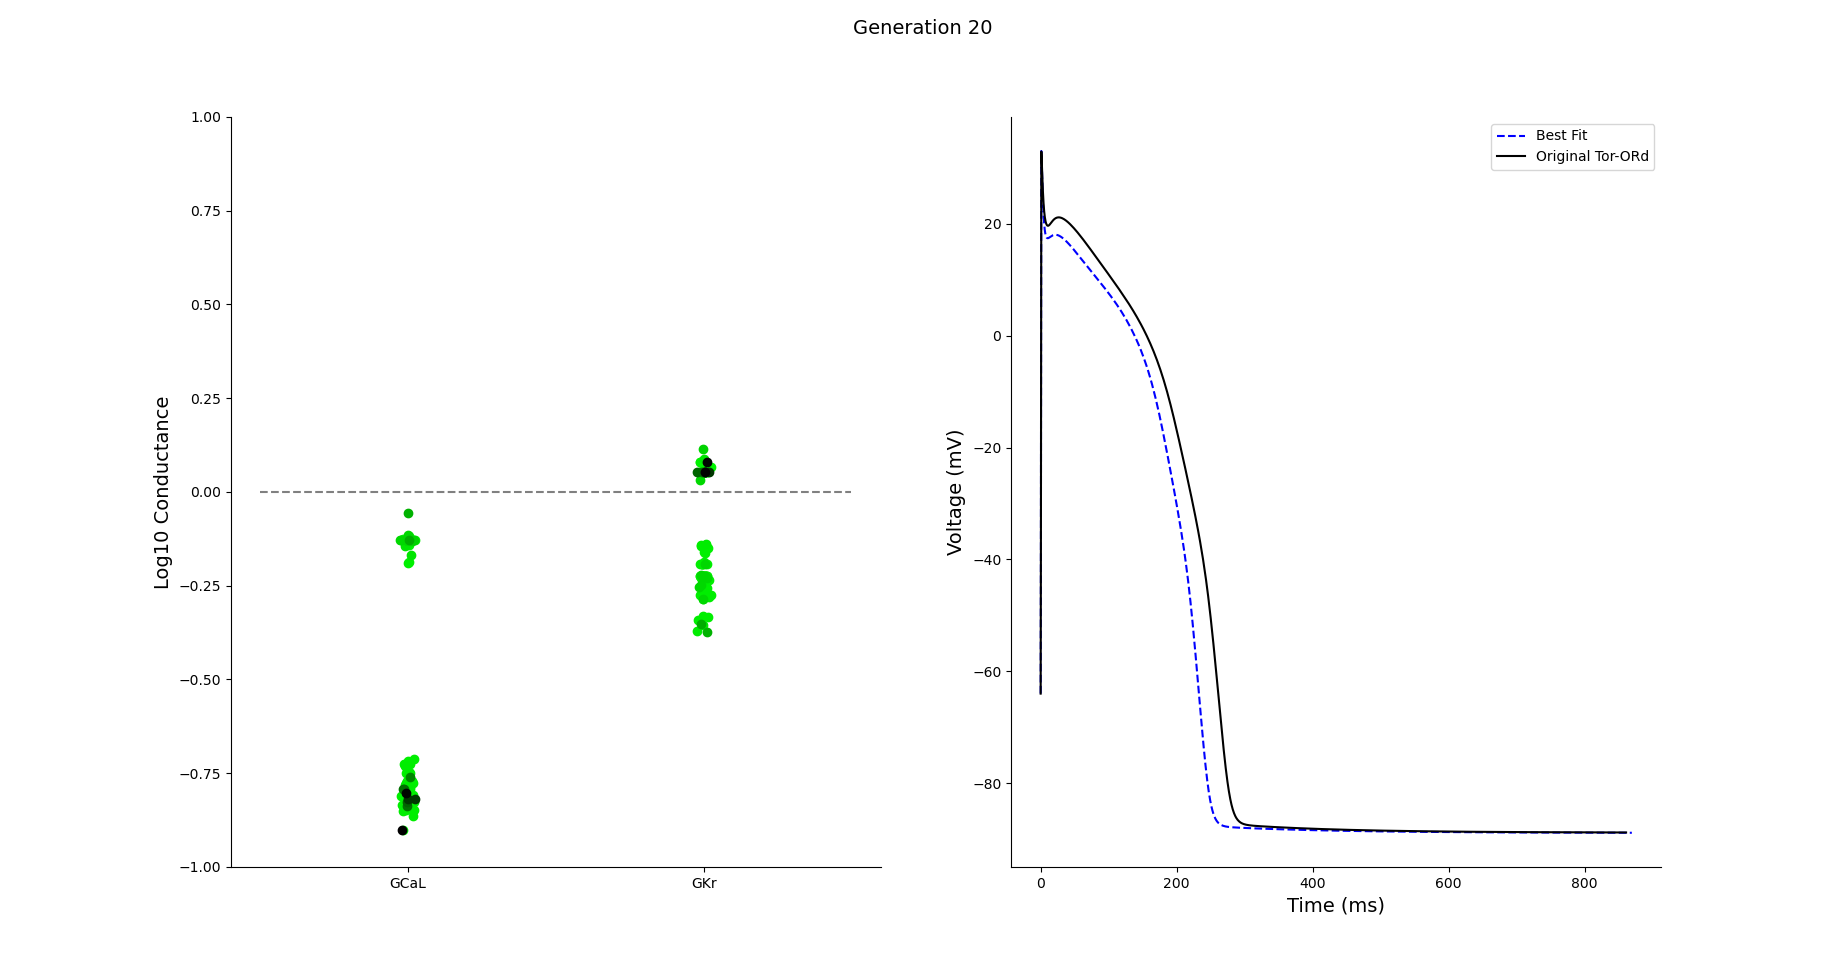 Generation 20
1.00
0.75
0.50
0.25
0.00
−0.25
−0.50
−0.75
−1.00
Log10 Conductance
GCaL
GKr
Best Fit
Original Tor-ORd
20
0
−20
−40
−60
−80
Voltage (mV)
0
200
400
600
800
Time (ms)